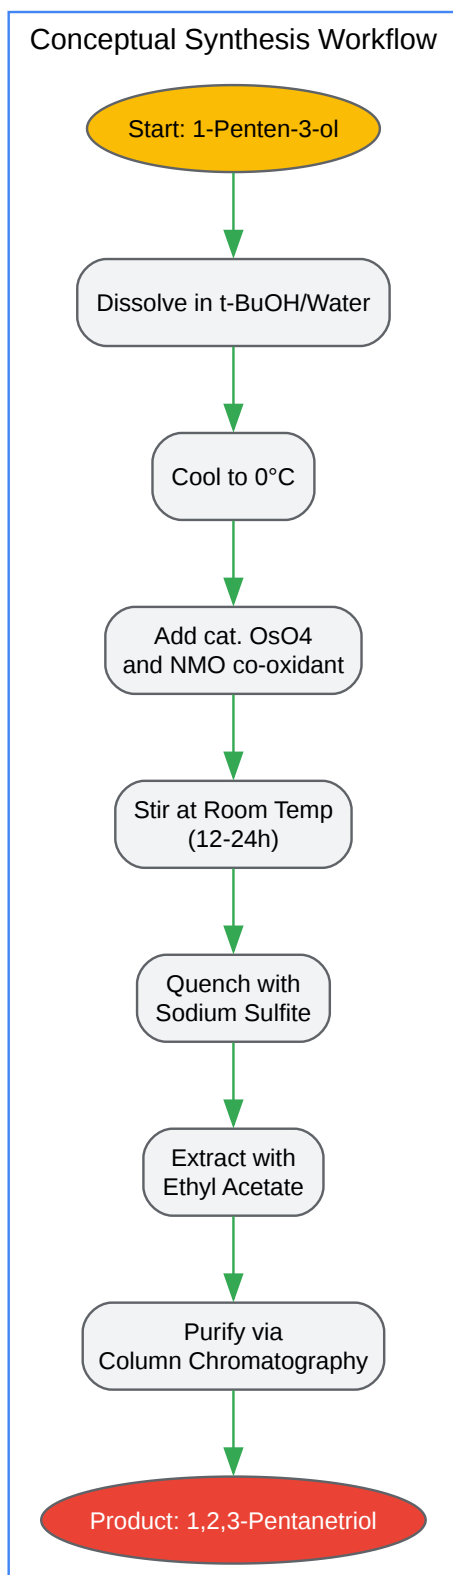 Conceptual Synthesis Workflow
Start: 1-Penten-3-ol
Dissolve in t-BuOH/Water
Cool to 0°C
Add cat. OsO4
and NMO co-oxidant
Stir at Room Temp
(12-24h)
Quench with
Sodium Sulfite
Extract with
Ethyl Acetate
Purify via
Column Chromatography
Product: 1,2,3-Pentanetriol